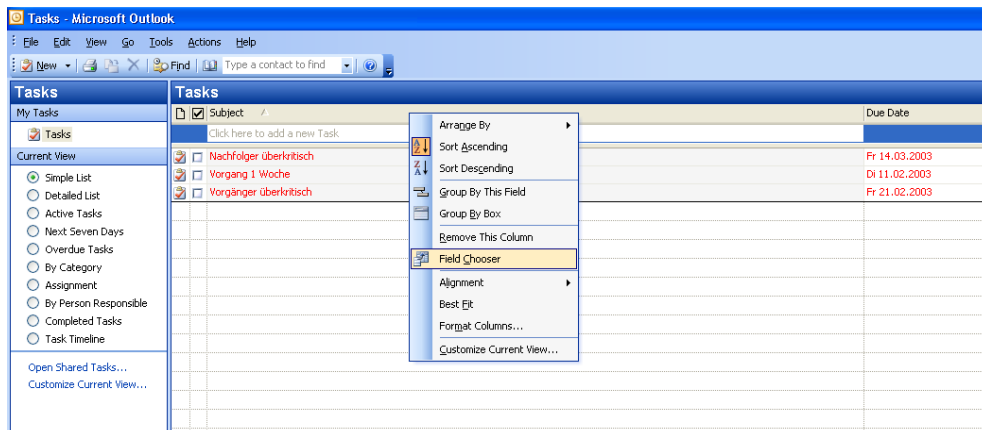 Tasks - Microsoft Outlook
File Edit View Go Tools Actions Help
New Find Type a contact to find
Tasks
My Tasks
Tasks
Current View
Simple List
Detailed List
Active Tasks
Next Seven Days
Overdue Tasks
By Category
Assignment
By Person Responsible
Completed Tasks
Task Timeline
Open Shared Tasks...
Customize Current View...
Tasks
Subject Due Date
Click here to add a new Task
Nachfolger überkritisch Fr 14.03.2003
Vorgang 1 Woche Di 11.02.2003
Vorgänger überkritisch Fr 21.02.2003
Arrange By
Sort Ascending
Sort Descending
Group By This Field
Group By Box
Remove This Column
Field Chooser
Alignment
Best Fit
Format Columns...
Customize Current View...